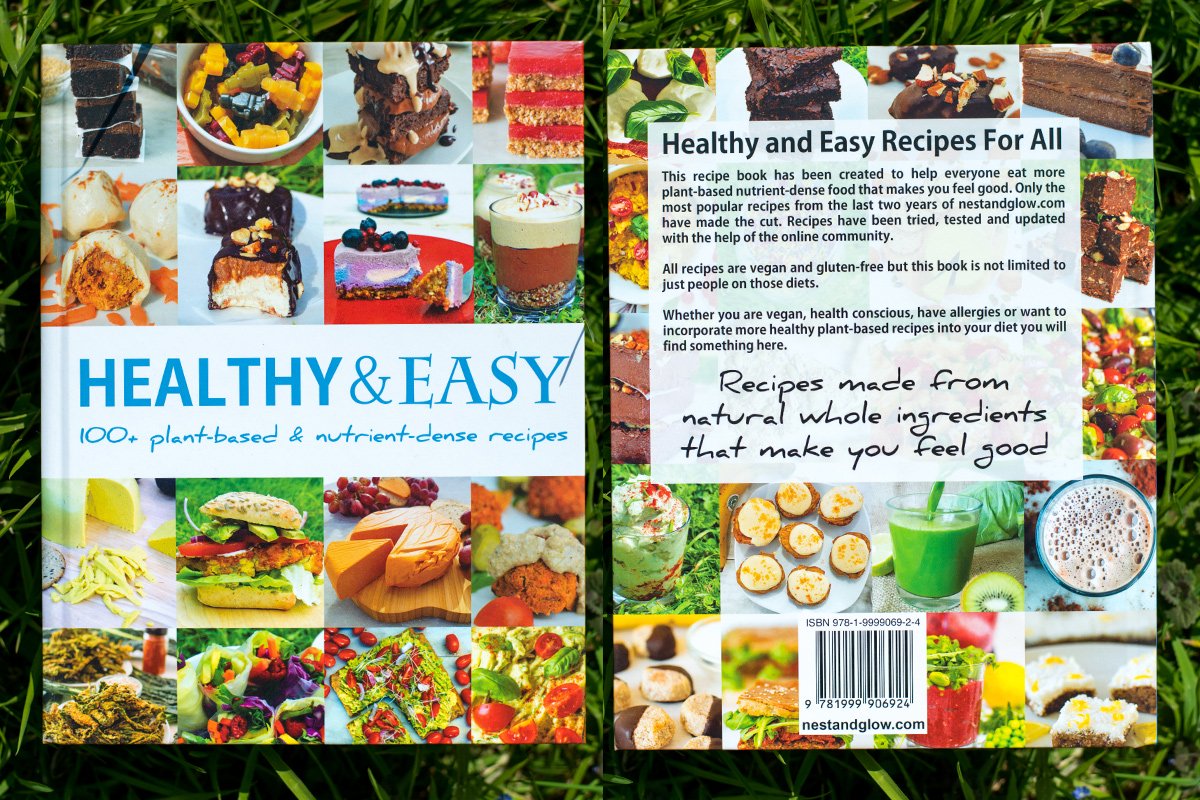 HEALTHY & EASY
100+ plant-based & nutrient-dense recipes
Healthy and Easy Recipes For All
This recipe book has been created to help everyone eat more
plant-based nutrient-dense food that makes you feel good. Only the
most popular recipes from the last two years of nestandglow.com
have made the cut. Recipes have been tried, tested and updated
with the help of the online community.
All recipes are vegan and gluten-free but this book is not limited to
just people on those diets.
Whether you are vegan, health conscious, have allergies or want to
incorporate more healthy plant-based recipes into your diet you will
find something here.
Recipes made from
natural whole ingredients
that make you feel good
ISBN 978-1-9999069-2-4
9 781999 906924
nestandglow.com